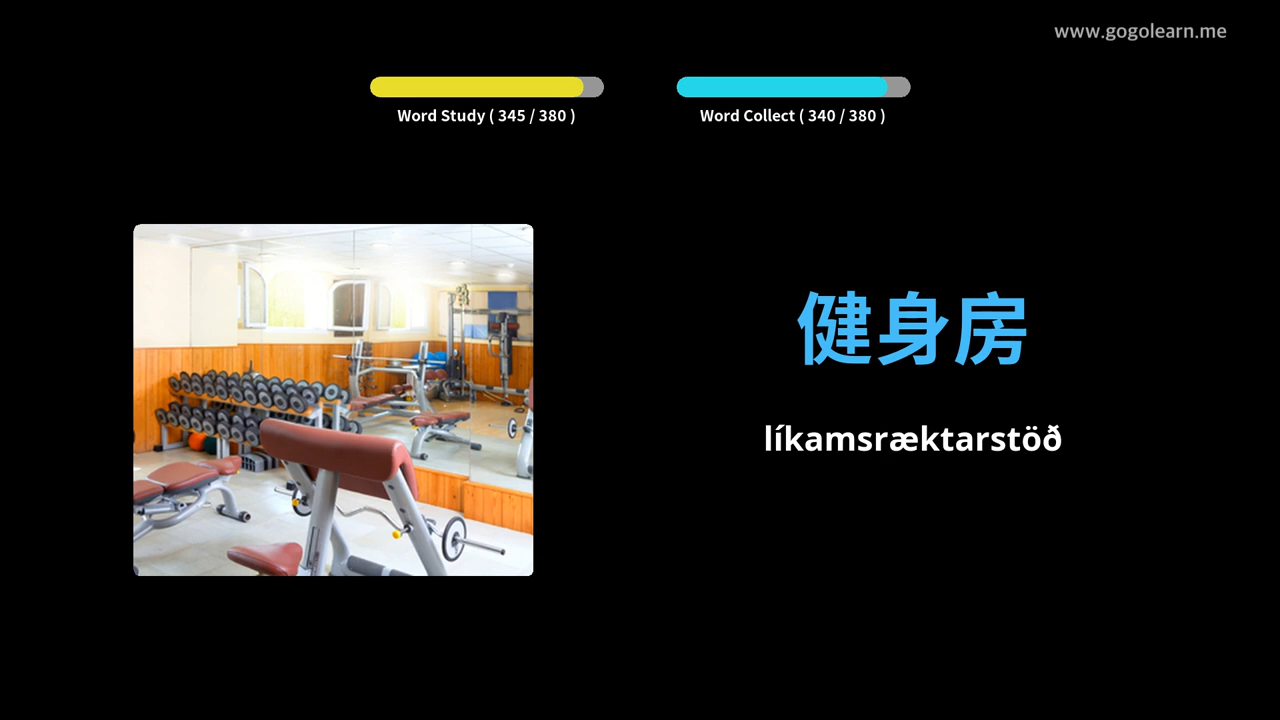 www.gogolearn.me
Word Study ( 345 / 380 )
Word Collect ( 340 / 380 )
健身房
líkamsræktarstöð